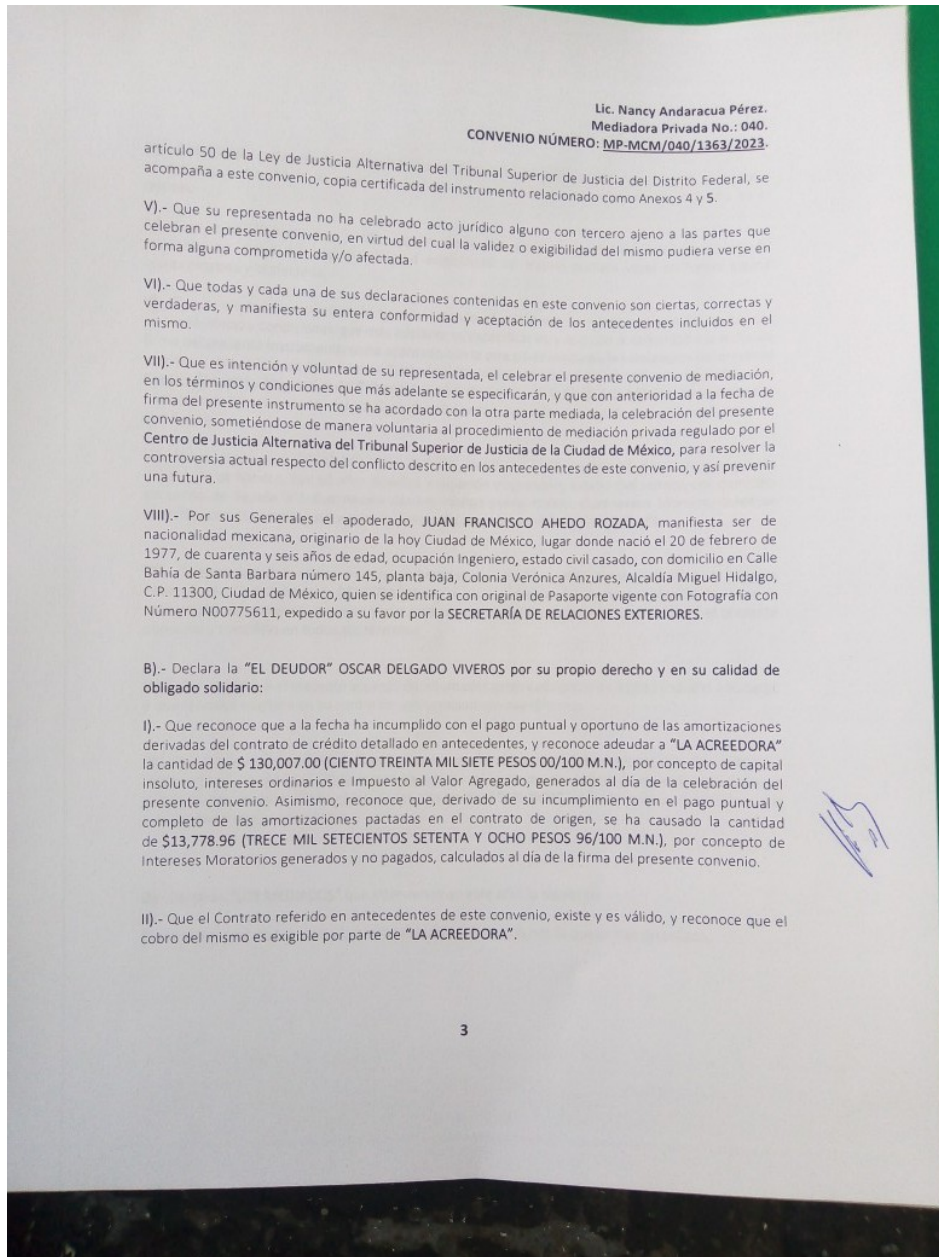 Lic. Nancy Andaracua Pérez.
Mediadora Privada No.: 040.
CONVENIO NÚMERO: MP-MCM/040/1363/2023.
artículo 50 de la Ley de Justicia Alternativa del Tribunal Superior de Justicia del Distrito Federal, se
acompaña a este convenio, copia certificada del instrumento relacionado como Anexos 4 y 5.
V).- Que su representada no ha celebrado acto jurídico alguno con tercero ajeno a las partes que
celebran el presente convenio, en virtud del cual la validez o exigibilidad del mismo pudiera verse en
forma alguna comprometida y/o afectada.
VI).- Que todas y cada una de sus declaraciones contenidas en este convenio son ciertas, correctas y
verdaderas, y manifiesta su entera conformidad y aceptación de los antecedentes incluidos en el
mismo.
VII).- Que es intención y voluntad de su representada, el celebrar el presente convenio de mediación,
en los términos y condiciones que más adelante se especificarán, y que con anterioridad a la fecha de
firma del presente instrumento se ha acordado con la otra parte mediada, la celebración del presente
convenio, sometiéndose de manera voluntaria al procedimiento de mediación privada regulado por el
Centro de Justicia Alternativa del Tribunal Superior de Justicia de la Ciudad de México, para resolver la
controversia actual respecto del conflicto descrito en los antecedentes de este convenio, y así prevenir
una futura.
VIII).- Por sus Generales el apoderado, JUAN FRANCISCO AHEDO ROZADA, manifiesta ser de
nacionalidad mexicana, originario de la hoy Ciudad de México, lugar donde nació el 20 de febrero de
1977, de cuarenta y seis años de edad, ocupación Ingeniero, estado civil casado, con domicilio en Calle
Bahía de Santa Barbara número 145, planta baja, Colonia Verónica Anzures, Alcaldía Miguel Hidalgo,
C.P. 11300, Ciudad de México, quien se identifica con original de Pasaporte vigente con Fotografía con
Número N00775611, expedido a su favor por la SECRETARÍA DE RELACIONES EXTERIORES.
B).- Declara la "EL DEUDOR" OSCAR DELGADO VIVEROS por su propio derecho y en su calidad de
obligado solidario:
I).- Que reconoce que a la fecha ha incumplido con el pago puntual y oportuno de las amortizaciones
derivadas del contrato de crédito detallado en antecedentes, y reconoce adeudar a "LA ACREEDORA"
la cantidad de $ 130,007.00 (CIENTO TREINTA MIL SIETE PESOS 00/100 M.N.), por concepto de capital
insoluto, intereses ordinarios e Impuesto al Valor Agregado, generados al día de la celebración del
presente convenio. Asimismo, reconoce que, derivado de su incumplimiento en el pago puntual y
completo de las amortizaciones pactadas en el contrato de origen, se ha causado la cantidad
de $13,778.96 (TRECE MIL SETECIENTOS SETENTA Y OCHO PESOS 96/100 M.N.), por concepto de
Intereses Moratorios generados y no pagados, calculados al día de la firma del presente convenio.
II).- Que el Contrato referido en antecedentes de este convenio, existe y es válido, y reconoce que el
cobro del mismo es exigible por parte de "LA ACREEDORA".
3